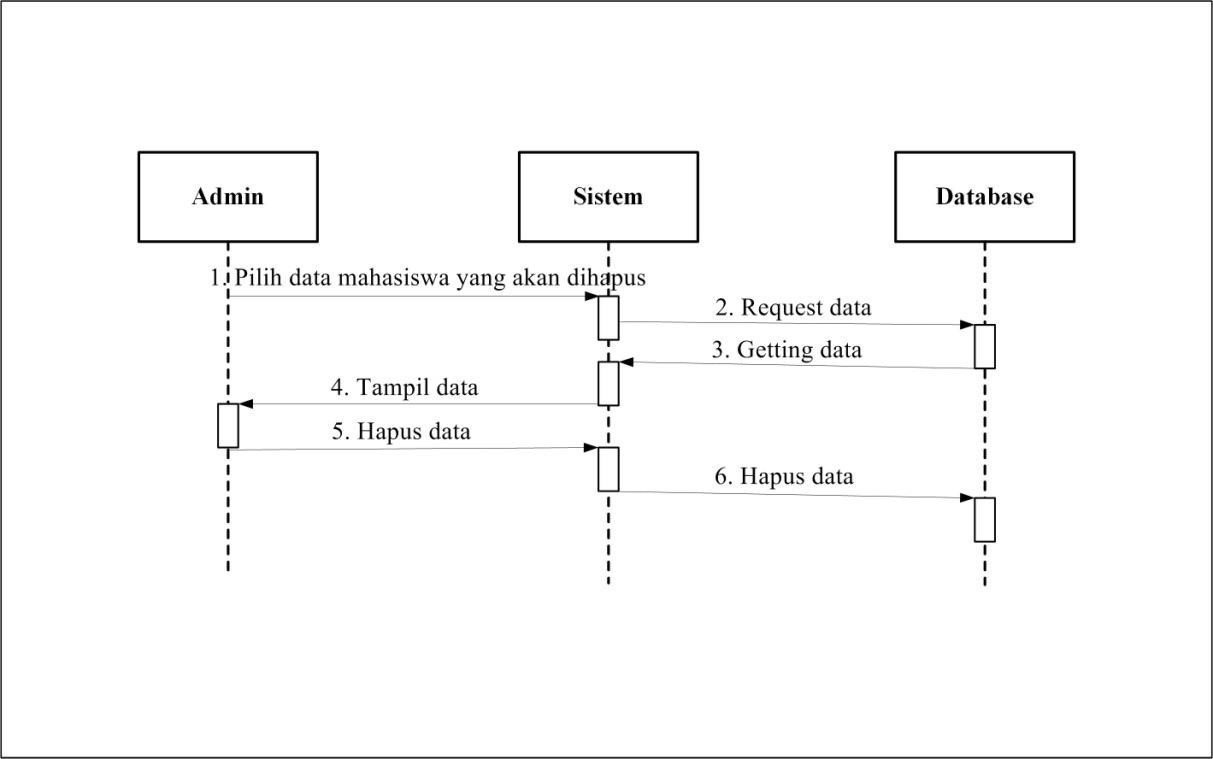 Admin
Sistem
Database
1. Pilih data mahasiswa yang akan dihapus
2. Request data
3. Getting data
4. Tampil data
5. Hapus data
6. Hapus data